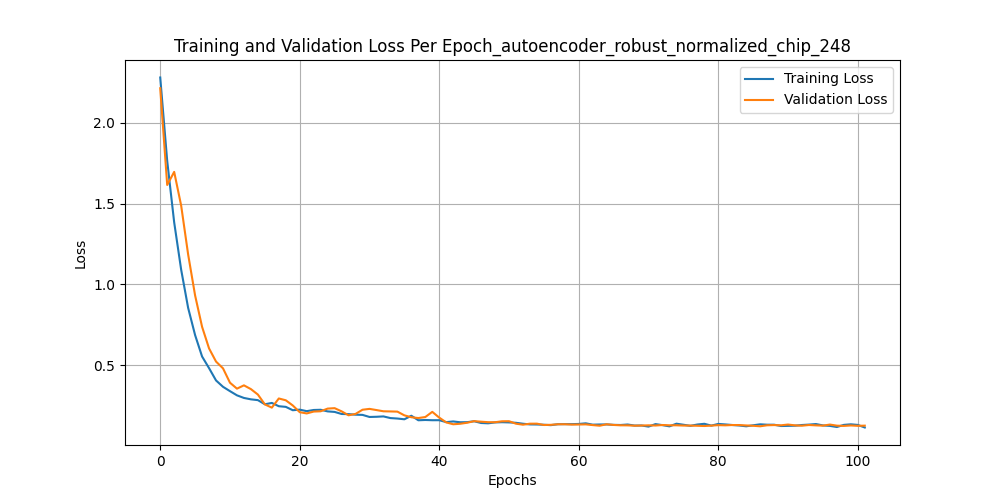 Training and Validation Loss Per Epoch_autoencoder_robust_normalized_chip_248
Training Loss
Validation Loss
2.0
1.5
1.0
0.5
Loss
0 20 40 60 80 100
Epochs